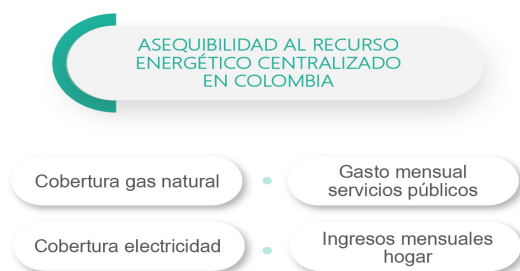 ASEQUIBILIDAD AL RECURSO
ENERGÉTICO CENTRALIZADO
EN COLOMBIA
Cobertura gas natural
Gasto mensual
servicios públicos
Cobertura electricidad
Ingresos mensuales
hogar